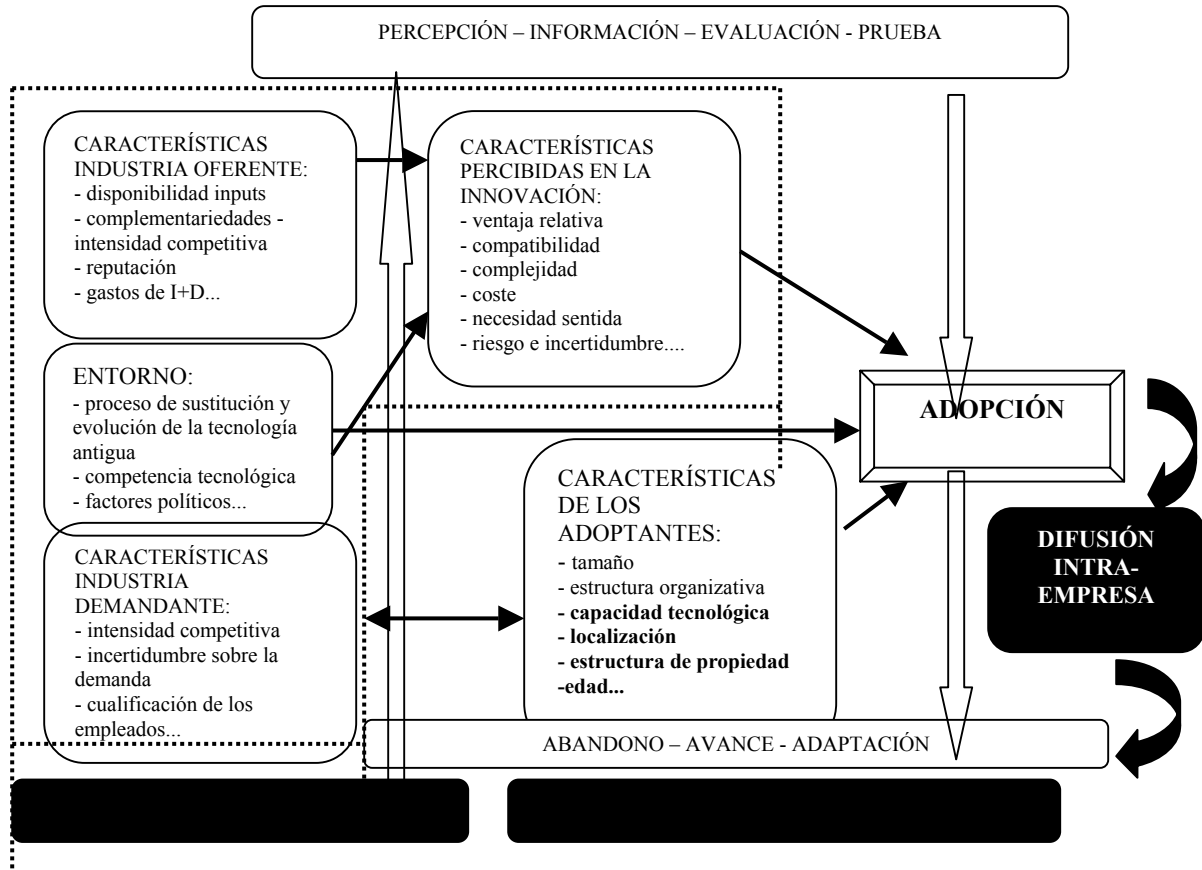 PERCEPCIÓN – INFORMACIÓN – EVALUACIÓN - PRUEBA
CARACTERÍSTICAS
INDUSTRIA OFERENTE:
- disponibilidad inputs
- complementariedades -
intensidad competitiva
- reputación
- gastos de I+D...
CARACTERÍSTICAS
PERCIBIDAS EN LA
INNOVACIÓN:
- ventaja relativa
- compatibilidad
- complejidad
- coste
- necesidad sentida
- riesgo e incertidumbre....
ENTORNO:
- proceso de sustitución y
evolución de la tecnología
antigua
- competencia tecnológica
- factores políticos...
ADOPCIÓN
CARACTERÍSTICAS
DE LOS
ADOPTANTES:
- tamaño
- estructura organizativa
- capacidad tecnológica
- localización
- estructura de propiedad
-edad...
CARACTERÍSTICAS
INDUSTRIA
DEMANDANTE:
- intensidad competitiva
- incertidumbre sobre la
demanda
- cualificación de los
empleados...
DIFUSIÓN
INTRA-
EMPRESA
ABANDONO – AVANCE - ADAPTACIÓN